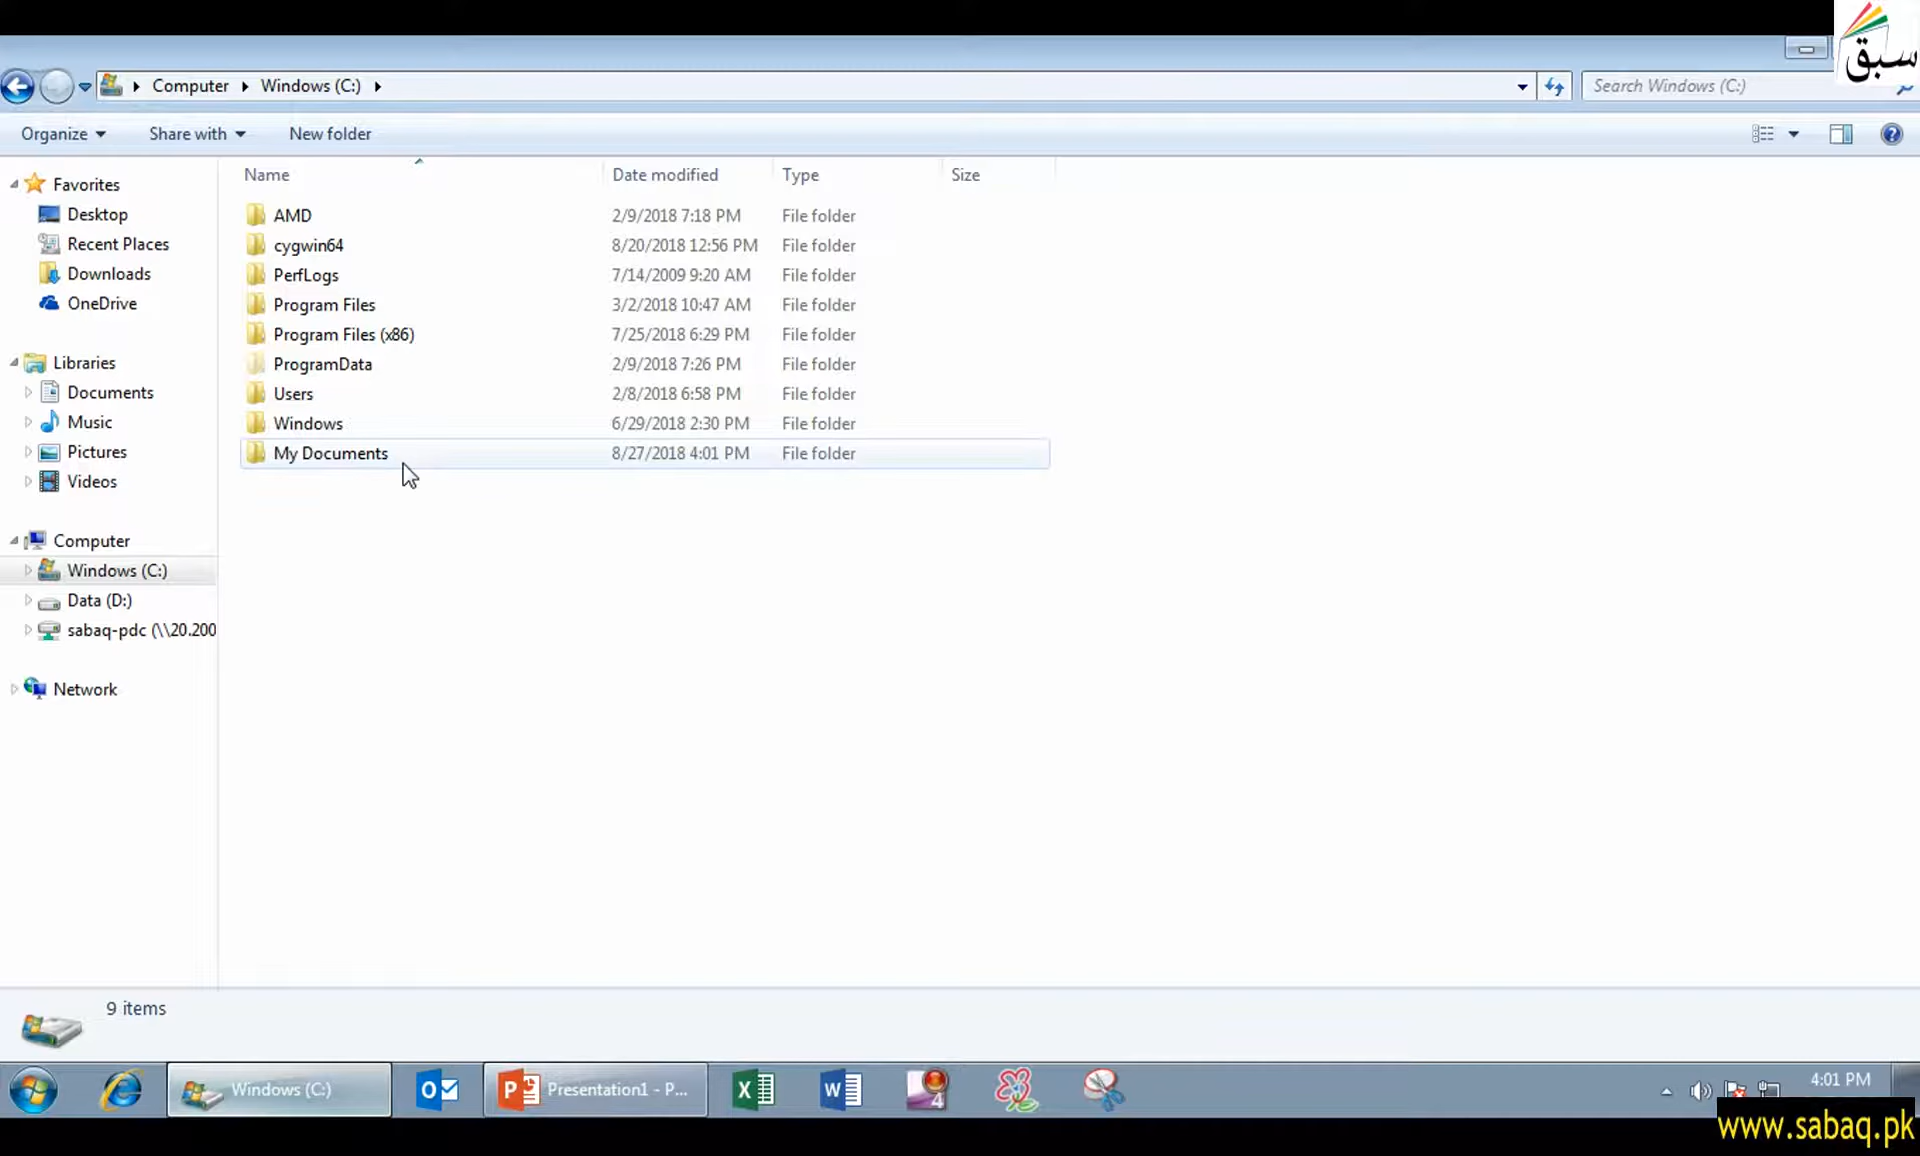 سبق
Computer Windows (C:)
Search Windows (C:)
Organize Share with New folder
Name Date modified Type Size
Favorites
Desktop
Recent Places
Downloads
OneDrive
Libraries
Documents
Music
Pictures
Videos
Computer
Windows (C:)
Data (D:)
sabaq-pdc (\\20.200
Network
AMD 2/9/2018 7:18 PM File folder
cygwin64 8/20/2018 12:56 PM File folder
PerfLogs 7/14/2009 9:20 AM File folder
Program Files 3/2/2018 10:47 AM File folder
Program Files (x86) 7/25/2018 6:29 PM File folder
ProgramData 2/9/2018 7:26 PM File folder
Users 2/8/2018 6:58 PM File folder
Windows 6/29/2018 2:30 PM File folder
My Documents 8/27/2018 4:01 PM File folder
9 items
Windows (C:)
Presentation1 - P...
4:01 PM
www.sabaq.pk